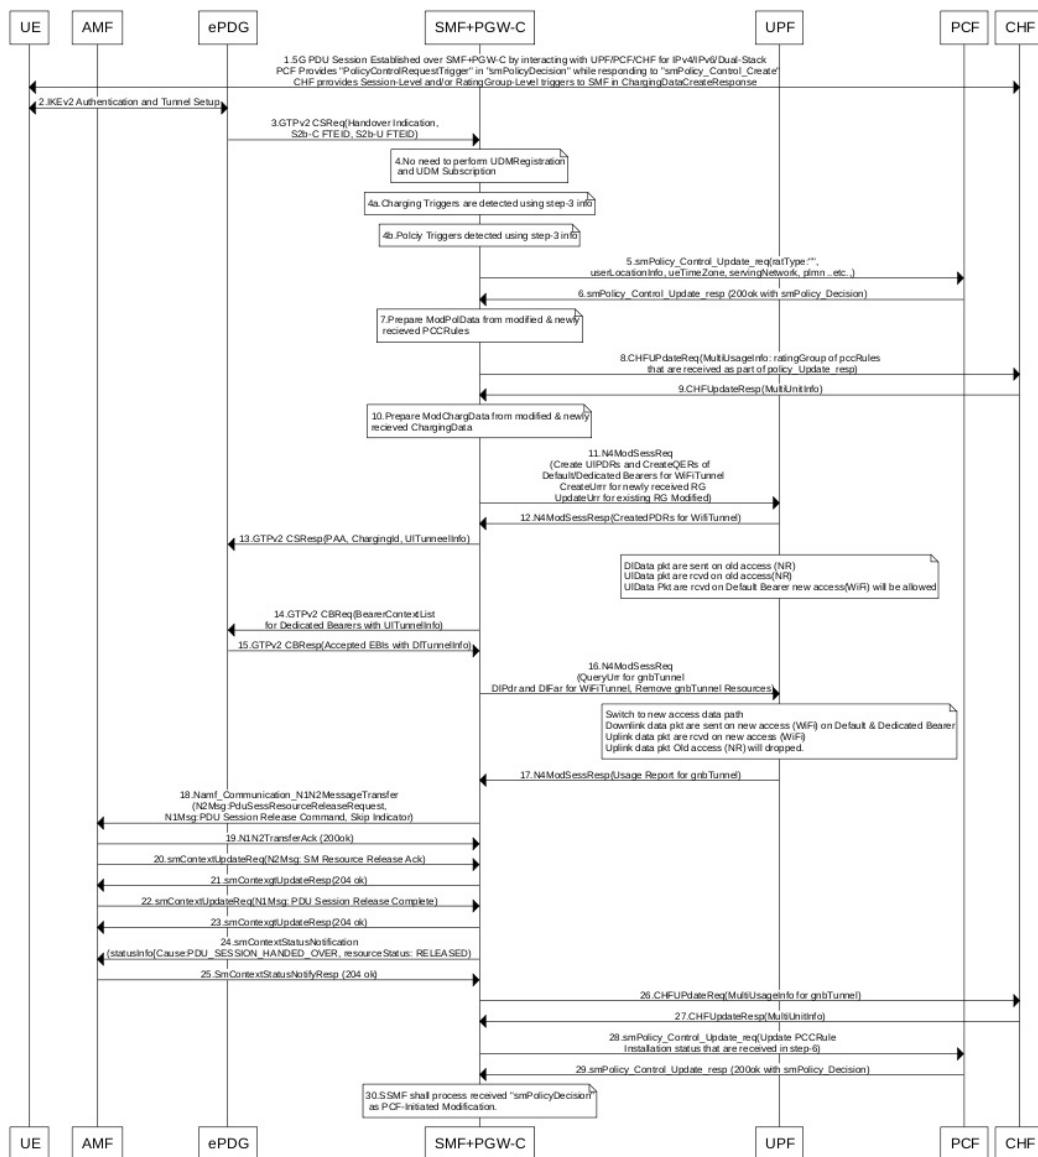 UE
AMF
ePDG
SMF+PGW-C
UPF
PCF
CHF
1.5G PDU Session Established over SMF+PGW-C by interacting with UPF/PCF/CHF for IPv4/IPv6/Dual-Stack
PCF Provides "PolicyControlRequestTrigger" in "smPolicyDecision" while responding to "smPolicy_Control_Create"
CHF prrovides Session-Level and/or RatingGroup-Level triggers to SMF in ChargingDataCreateResponse
2.IKEv2 Authentication and Tunnel Setup
3.GTPv2 CSReq(Handover Indication,
S2b-C FTEID, S2b-U FTEID)
4.No need to perform UDMRegistration
and UDM Subscription
4a.Charging Triggers are detected using step-3 info
4b.Polciy Triggers detected using step-3 info
5.smPolicy_Control_Update_req(ratType:"",
userLocationInfo, ueTimeZone, servingNetwork, plmn ..etc.,)
6.smPolicy_Control_Update_resp (200ok with smPolicy_Decision)
7.Prepare ModPolData from modified & newly
recieved PCCRules
8.CHFUPdateReq(MultiUsageInfo: ratingGroup of pccRules
that are received as part of policy_Update_resp)
9.CHFUpdateResp(MultiUnitInfo)
10.Prepare ModChargData from modified & newly
recieved ChargingData
11.N4ModSessReq
(Create UlPDRs and CreateQERs of
Default/Dedicated Bearers for WiFiTunnel
CreateUrrr for newly received RG
UpdateUrr for existing RG Modified)
12.N4ModSessResp(CreatedPDRs for WifiTunnel)
13.GTPv2 CSResp(PAA, ChargingId, UlTunneelInfo)
DlData pkt are sent on old access (NR)
UlData pkt are rcvd on old access(NR)
UlData Pkt are rcvd on Default Bearer new access(WiFi) will be allowed
14.GTPv2 CBReq(BearerContextList
for Dedicated Bearers with UlTunnelInfo)
15.GTPv2 CBResp(Accepted EBIs with DlTunnelInfo)
16.N4ModSessReq
(QueryUrr for gnbTunnel
DlPdr and DlFar for WiFiTunnel, Remove gnbTunnel Resources)
Switch to new access data path
Downlink data pkt are sent on new access (WiFi) on Default & Dedicated Bearer
Uplink data pkt are rcvd on new access (WiFi)
Uplink data pkt Old access (NR) will dropped.
17.N4ModSessResp(Usage Report for gnbTunnel)
18.Namf_Communication_N1N2MessageTransfer
(N2Msg:PduSessResourceReleaseRequest,
N1Msg:PDU Session Release Command, Skip Indicator)
19.N1N2TransferAck (200ok)
20.smContextUpdateReq(N2Msg: SM Resource Release Ack)
21.smContexgtUpdateResp(204 ok)
22.smContextUpdateReq(N1Msg: PDU Session Release Complete)
23.smContexgtUpdateResp(204 ok)
24.smContextStatusNotification
(statusInfo[Cause:PDU_SESSION_HANDED_OVER, resourceStatus: RELEASED)
25.SmContextStatusNotifyResp (204 ok)
26.CHFUPdateReq(MultiUsageInfo for gnbTunnel)
27.CHFUpdateResp(MultiUnitInfo)
28.smPolicy_Control_Update_req(Update PCCRule
Installation status that are received in step-6)
29.smPolicy_Control_Update_resp (200ok with smPolicy_Decision)
30.SSMF shall process received "smPolicyDecision"
as PCF-Initiated Modification.
UE
AMF
ePDG
SMF+PGW-C
UPF
PCF
CHF